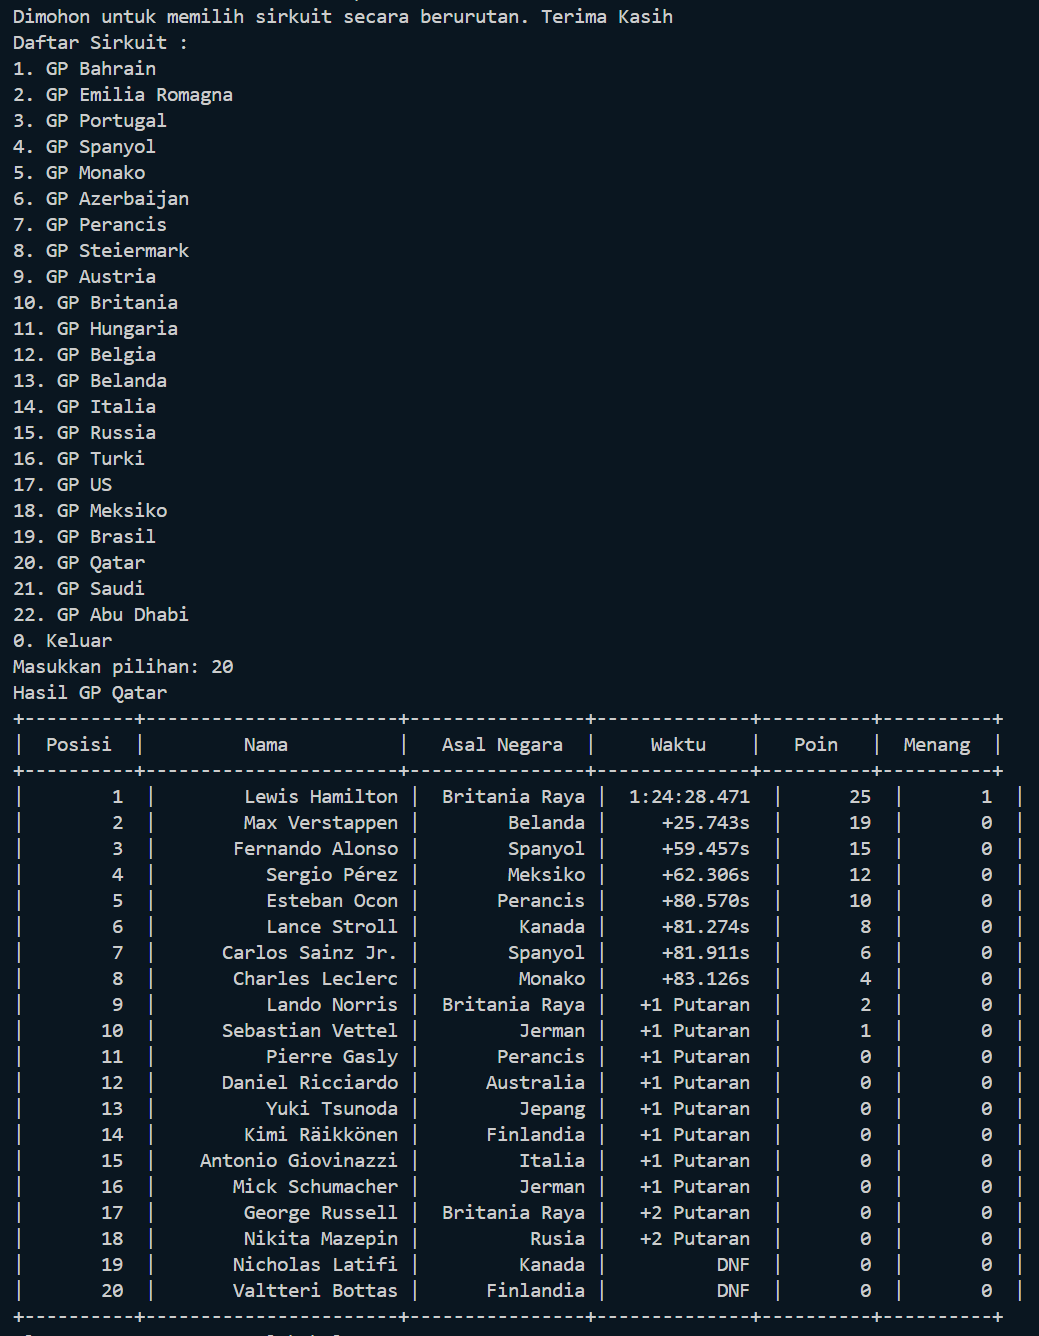 Dimohon untuk memilih sirkuit secara berurutan. Terima Kasih
Daftar Sirkuit :
1. GP Bahrain
2. GP Emilia Romagna
3. GP Portugal
4. GP Spanyol
5. GP Monako
6. GP Azerbaijan
7. GP Perancis
8. GP Steiermark
9. GP Austria
10. GP Britania
11. GP Hungaria
12. GP Belgia
13. GP Belanda
14. GP Italia
15. GP Russia
16. GP Turki
17. GP US
18. GP Meksiko
19. GP Brasil
20. GP Qatar
21. GP Saudi
22. GP Abu Dhabi
0. Keluar
Masukkan pilihan: 20
Hasil GP Qatar
+----------+-----------------------+----------------+--------------+----------+----------+
|  Posisi  |         Nama          |   Asal Negara  |     Waktu    |   Poin   |  Menang  |
+----------+-----------------------+----------------+--------------+----------+----------+
|        1  |        Lewis Hamilton |  Britania Raya |  1:24:28.471  |      25  |       1  |
|        2  |        Max Verstappen |        Belanda |     +25.743s  |      19  |       0  |
|        3  |       Fernando Alonso |        Spanyol |     +59.457s  |      15  |       0  |
|        4  |          Sergio Pérez |        Meksiko |     +62.306s  |      12  |       0  |
|        5  |          Esteban Ocon |       Perancis |     +80.570s  |      10  |       0  |
|        6  |          Lance Stroll |         Kanada |     +81.274s  |       8  |       0  |
|        7  |      Carlos Sainz Jr. |        Spanyol |     +81.911s  |       6  |       0  |
|        8  |       Charles Leclerc |         Monako |     +83.126s  |       4  |       0  |
|        9  |          Lando Norris |  Britania Raya |   +1 Putaran  |       2  |       0  |
|       10  |      Sebastian Vettel |         Jerman |   +1 Putaran  |       1  |       0  |
|       11  |          Pierre Gasly |       Perancis |   +1 Putaran  |       0  |       0  |
|       12  |      Daniel Ricciardo |      Australia |   +1 Putaran  |       0  |       0  |
|       13  |          Yuki Tsunoda |         Jepang |   +1 Putaran  |       0  |       0  |
|       14  |        Kimi Räikkönen |      Finlandia |   +1 Putaran  |       0  |       0  |
|       15  |    Antonio Giovinazzi |         Italia |   +1 Putaran  |       0  |       0  |
|       16  |       Mick Schumacher |         Jerman |   +1 Putaran  |       0  |       0  |
|       17  |        George Russell |  Britania Raya |   +2 Putaran  |       0  |       0  |
|       18  |        Nikita Mazepin |          Rusia |   +2 Putaran  |       0  |       0  |
|       19  |       Nicholas Latifi |         Kanada |          DNF  |       0  |       0  |
|       20  |       Valtteri Bottas |      Finlandia |          DNF  |       0  |       0  |
+----------+-----------------------+----------------+--------------+----------+----------+